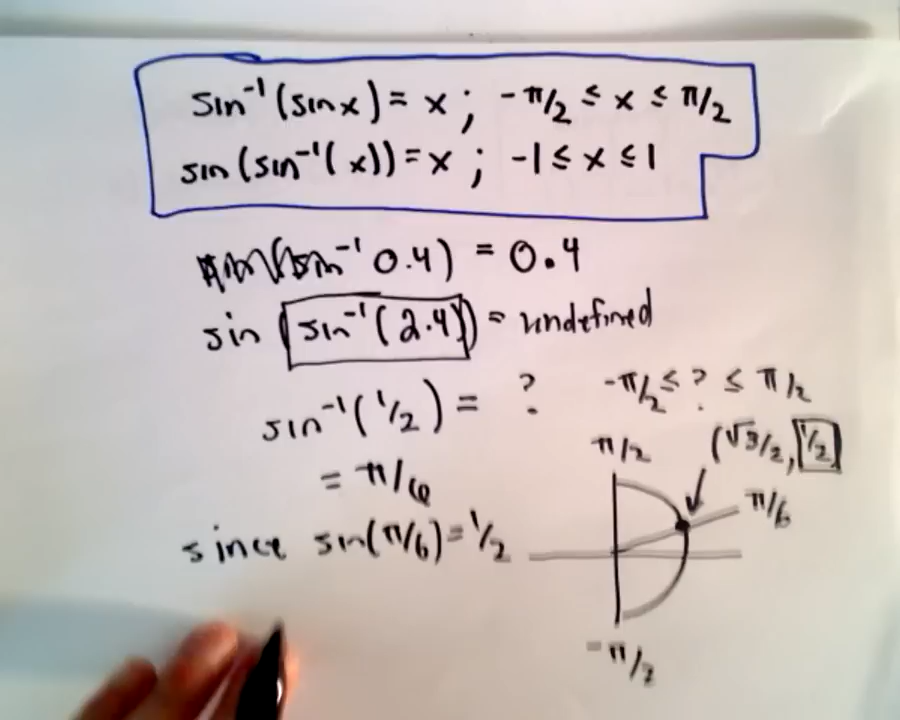 sin⁻¹(sinx) = x ; -π/2 ≤ x ≤ π/2
sin(sin⁻¹(x)) = x ; -1 ≤ x ≤ 1
sin(sin⁻¹ 0.4) = 0.4
sin (sin⁻¹(2.4)) = undefined
sin⁻¹(1/2) = ?
-π/2 ≤ ? ≤ π/2
= π/6
since sin(π/6) = 1/2
π/2
(√3/2, 1/2)
π/6
-π/2